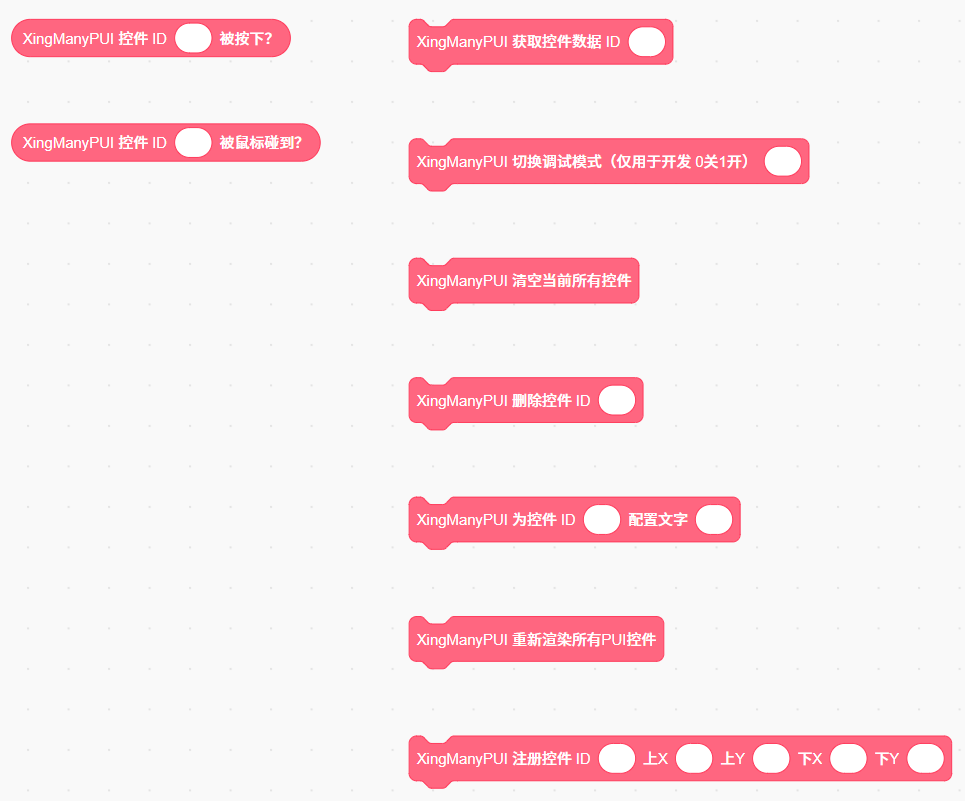 XingManyPUI 控件 ID 被按下?
XingManyPUI 控件 ID 被鼠标碰到?
XingManyPUI 获取控件数据 ID
XingManyPUI 切换调试模式（仅用于开发 0关1开）
XingManyPUI 清空当前所有控件
XingManyPUI 删除控件 ID
XingManyPUI 为控件 ID 配置文字
XingManyPUI 重新渲染所有PUI控件
XingManyPUI 注册控件 ID 上X 上Y 下X 下Y